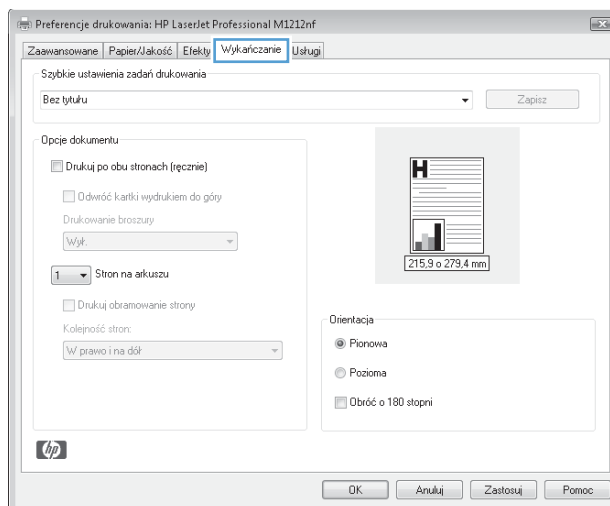 Preferencje drukowania: HP LaserJet Professional M1212nf
Zaawansowane Papier/Jakość Efekty Wykańczanie Usługi
Szybkie ustawienia zadań drukowania
Bez tytułu
Zapisz
Opcje dokumentu
Drukuj po obu stronach (ręcznie)
Odwróć kartki wydrukiem do góry
Drukowanie broszury
Wył.
1 Stron na arkuszu
Drukuj obramowanie strony
Kolejność stron:
W prawo i na dół
H
215,9 o 279,4 mm
Orientacja
Pionowa
Pozioma
Obróć o 180 stopni
hp
OK Anuluj Zastosuj Pomoc